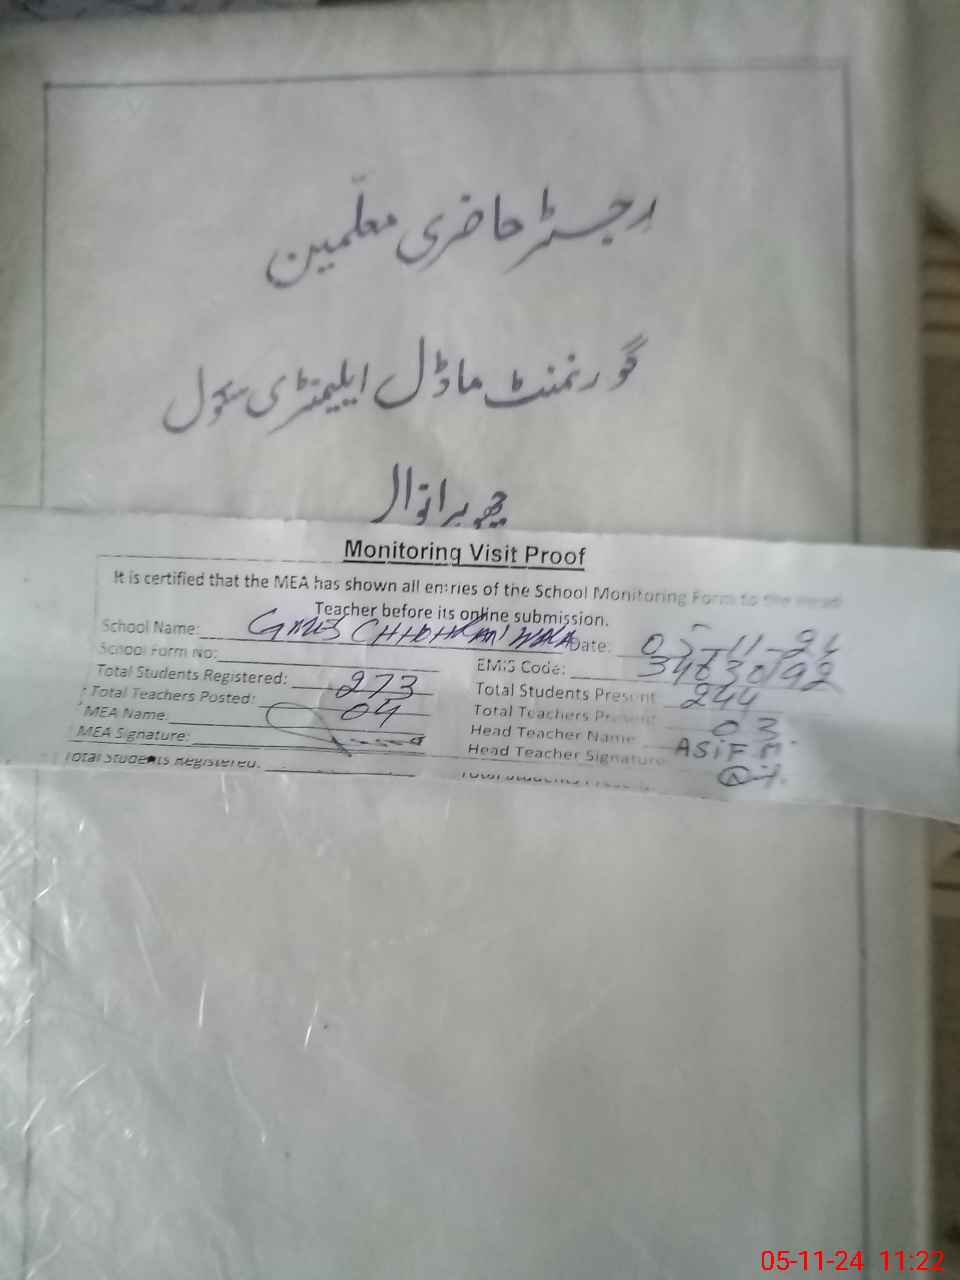 رجسٹر حاضری معلّمین
گورنمنٹ ماڈل ایلیمنٹری سکول
Monitoring Visit Proof
It is certified that the MEA has shown all entries of the School Monitoring Form to the Head
Teacher before its online submission.
School Name: Date: 05-11-24
School Form No: EMIS Code: 34630192
Total Students Registered: 273 Total Students Present 244
Total Teachers Posted: 04 Total Teachers Present 03
MEA Name: Head Teacher Name ASiF M.
MEA Signature: Head Teacher Signature
Total Students Registered:
05-11-24 11:22